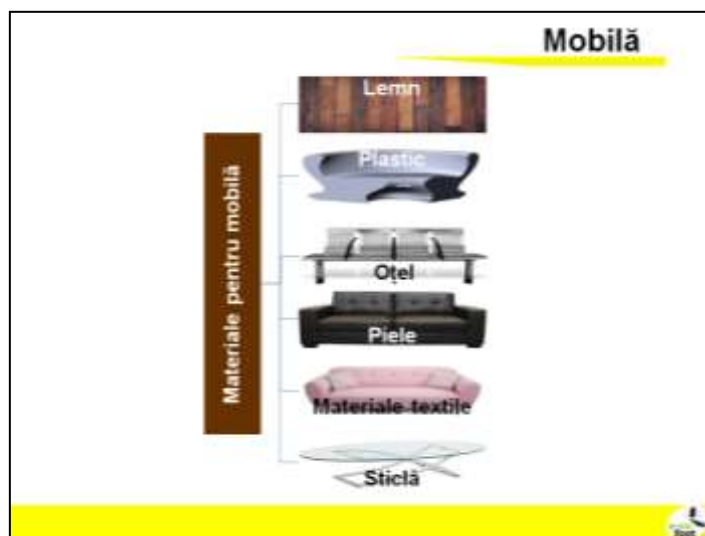 Mobilă
Materiale pentru mobilă
Lemn
Plastic
Oțel
Piele
Materiale textile
Sticlă